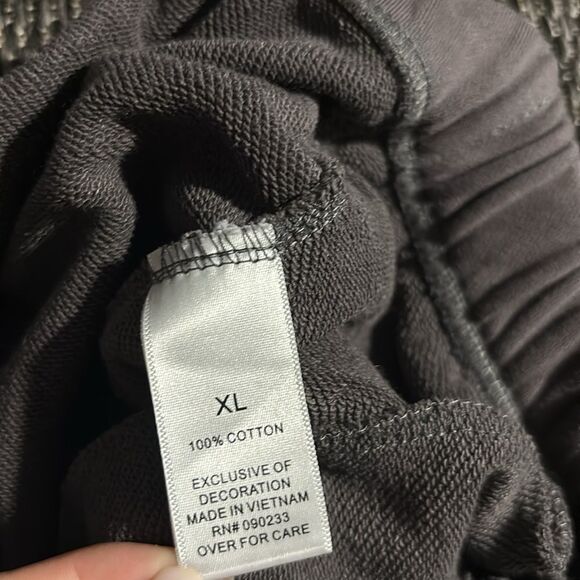 XL
100% COTTON
EXCLUSIVE OF
DECORATION
MADE IN VIETNAM
RN# 090233
OVER FOR CARE